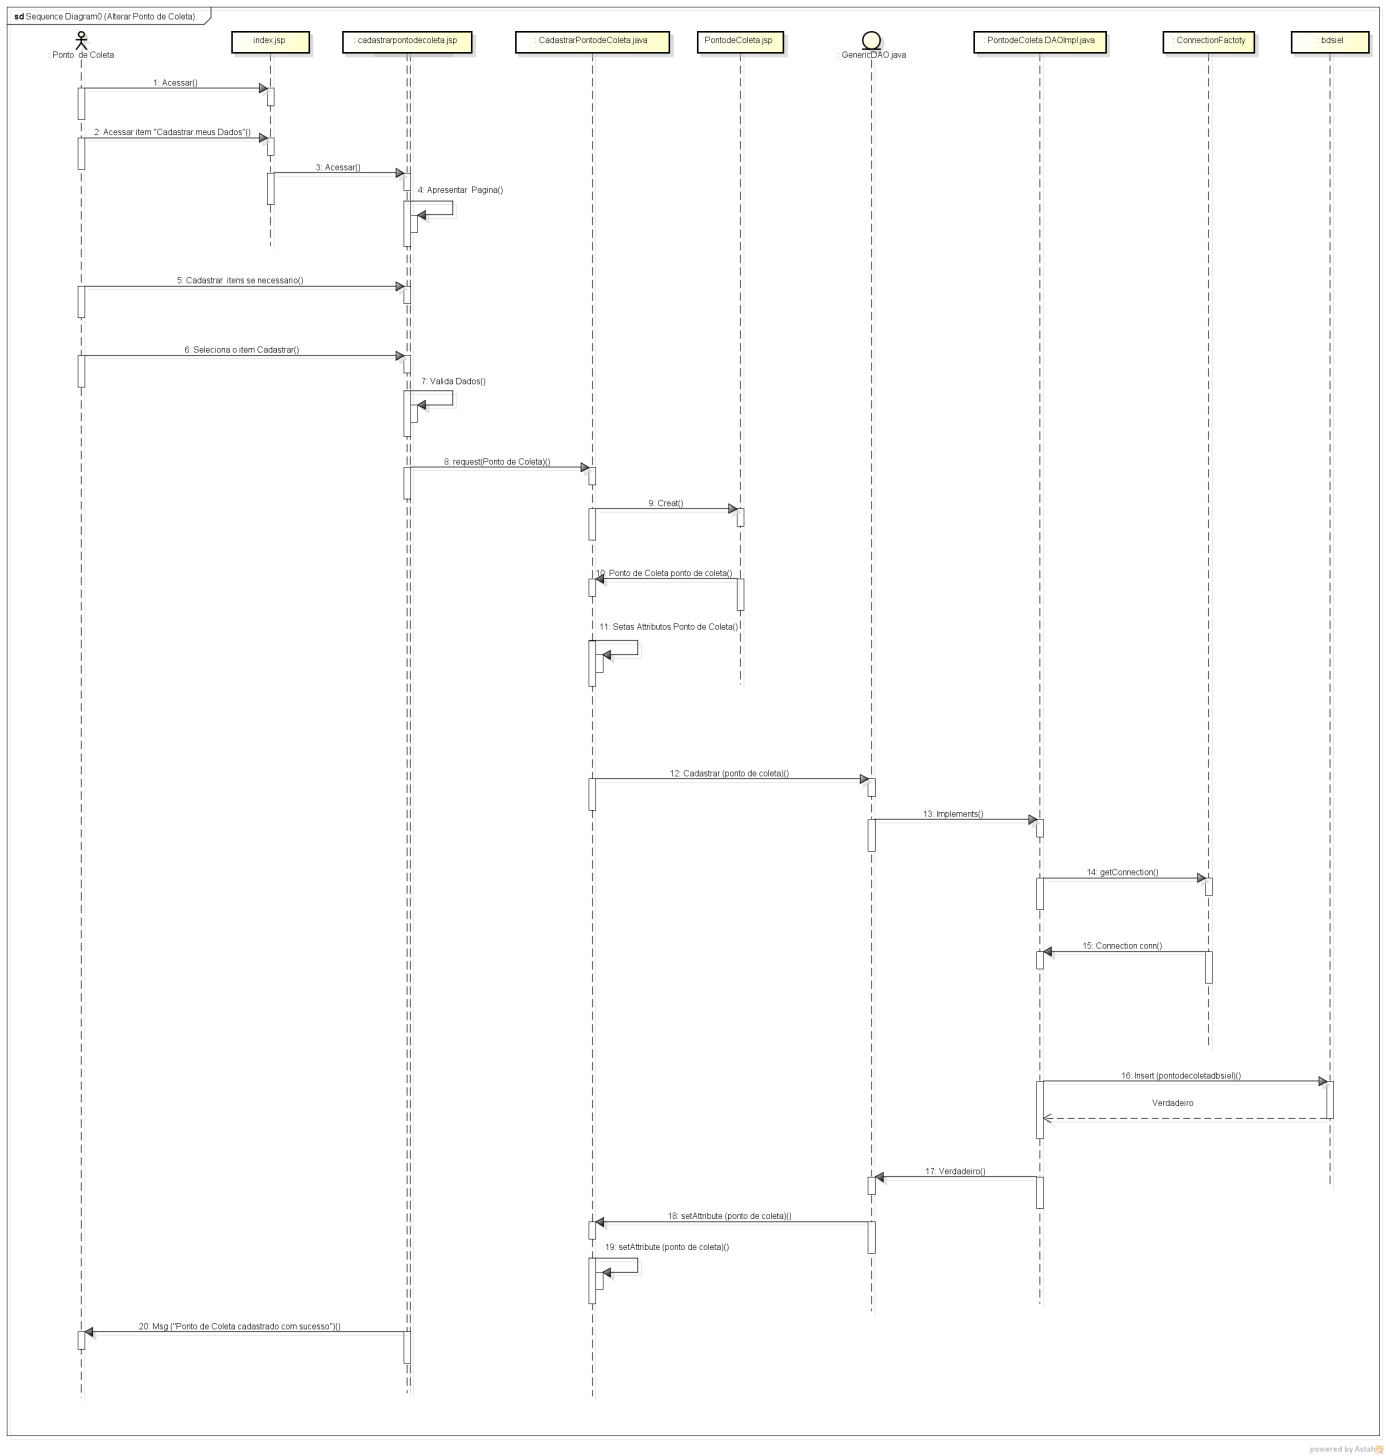 sd Sequence Diagram0 (Alterar Ponto de Coleta)
: Ponto de Coleta
index.jsp
: cadastrarpontodecoleta.jsp
: CadastrarPontodeColeta.java
PontodeColeta.jsp
: GenericDAO.java
: PontodeColeta.DAOImpl.java
: ConnectionFactoty
: bdsiel
1: Acessar()
2: Acessar item "Cadastrar meus Dados"()
3: Acessar()
4: Apresentar Pagina()
5: Cadastrar itens se necessario()
6: Seleciona o item Cadastrar()
7: Valida Dados()
8: request(Ponto de Coleta)()
9: Creat()
10: Ponto de Coleta ponto de coleta()
11: Setas Attributos Ponto de Coleta()
12: Cadastrar (ponto de coleta)()
13: Implements()
14: getConnection()
15: Connection conn()
16: Insert (pontodecoletadbsiel)()
Verdadeiro
17: Verdadeiro()
18: setAttribute (ponto de coleta)()
19: setAttribute (ponto de coleta)()
20: Msg ("Ponto de Coleta cadastrado com sucesso")()
powered by Astah